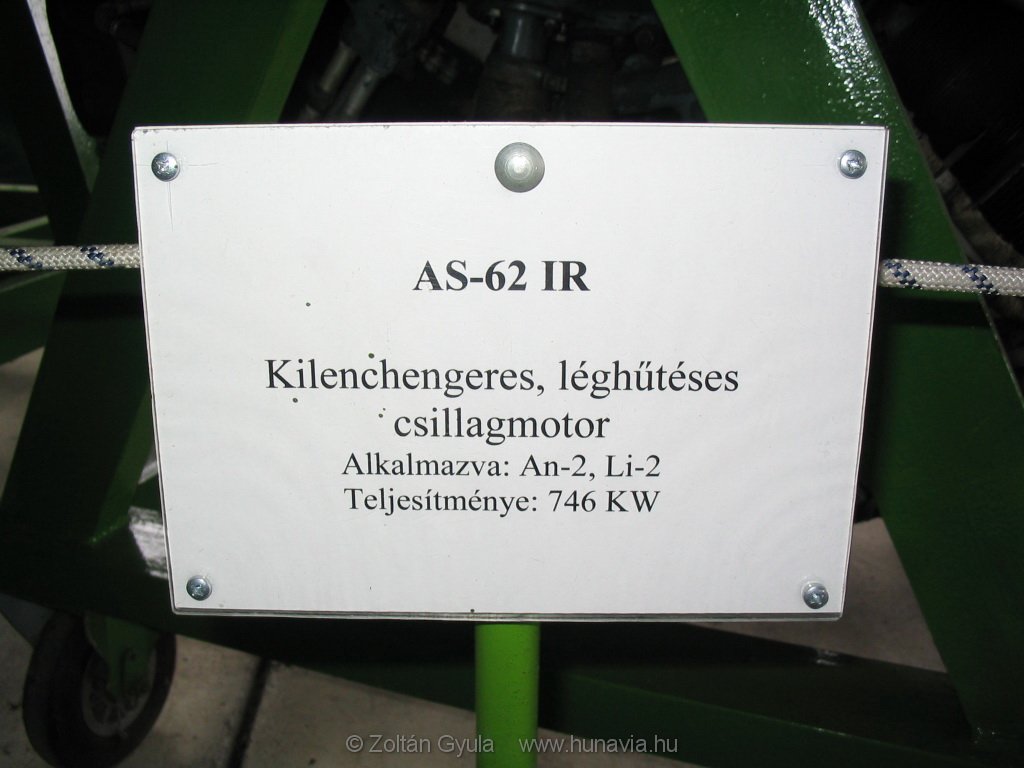 AS-62 IR
Kilenchengeres, léghűtéses
csillagmotor
Alkalmazva: An-2, Li-2
Teljesítménye: 746 KW
© Zoltán Gyula www.hunavia.hu